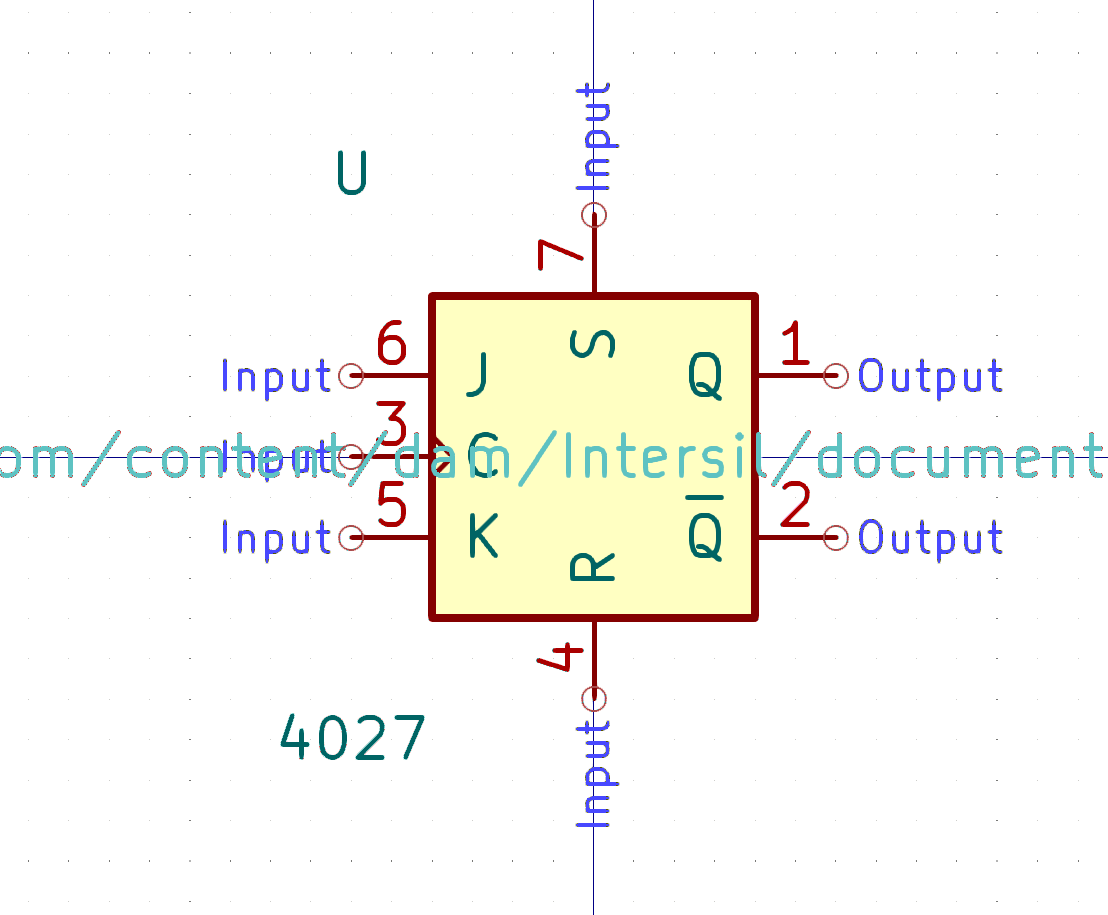 Input
U
7
S
6
J
Q
1
Input
Output
3
C
Input
om/content/dam/Intersil/document
5
K
Q̅
2
Input
Output
R
4
4027
Input